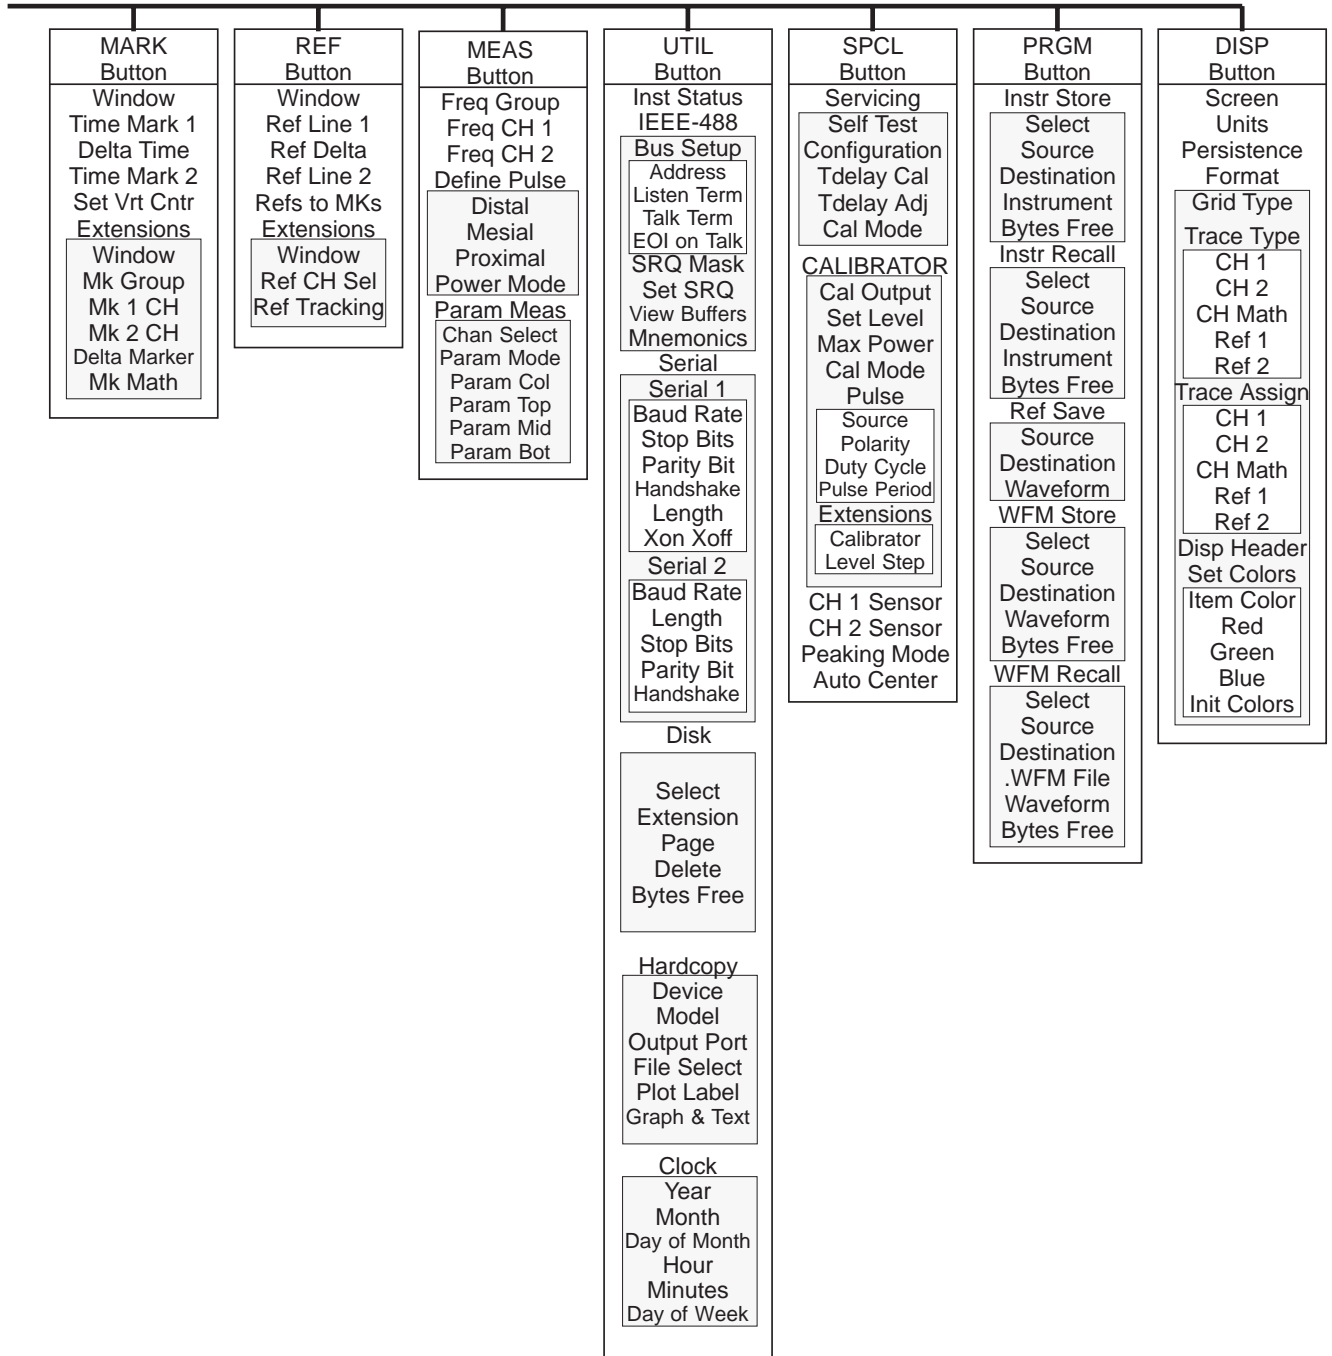 MARK
Button
Window
Time Mark 1
Delta Time
Time Mark 2
Set Vrt Cntr
Extensions
Window
Mk Group
Mk 1 CH
Mk 2 CH
Delta Marker
Mk Math
REF
Button
Window
Ref Line 1
Ref Delta
Ref Line 2
Refs to MKs
Extensions
Window
Ref CH Sel
Ref Tracking
MEAS
Button
Freq Group
Freq CH 1
Freq CH 2
Define Pulse
Distal
Mesial
Proximal
Power Mode
Param Meas
Chan Select
Param Mode
Param Col
Param Top
Param Mid
Param Bot
UTIL
Button
Inst Status
IEEE-488
Bus Setup
Address
Listen Term
Talk Term
EOI on Talk
SRQ Mask
Set SRQ
View Buffers
Mnemonics
Serial
Serial 1
Baud Rate
Stop Bits
Parity Bit
Handshake
Length
Xon Xoff
Serial 2
Baud Rate
Length
Stop Bits
Parity Bit
Handshake
Disk
Select
Extension
Page
Delete
Bytes Free
Hardcopy
Device
Model
Output Port
File Select
Plot Label
Graph & Text
Clock
Year
Month
Day of Month
Hour
Minutes
Day of Week
SPCL
Button
Servicing
Self Test
Configuration
Tdelay Cal
Tdelay Adj
Cal Mode
CALIBRATOR
Cal Output
Set Level
Max Power
Cal Mode
Pulse
Source
Polarity
Duty Cycle
Pulse Period
Extensions
Calibrator
Level Step
CH 1 Sensor
CH 2 Sensor
Peaking Mode
Auto Center
PRGM
Button
Instr Store
Select
Source
Destination
Instrument
Bytes Free
Instr Recall
Select
Source
Destination
Instrument
Bytes Free
Ref Save
Source
Destination
Waveform
WFM Store
Select
Source
Destination
Waveform
Bytes Free
WFM Recall
Select
Source
Destination
.WFM File
Waveform
Bytes Free
DISP
Button
Screen
Units
Persistence
Format
Grid Type
Trace Type
CH 1
CH 2
CH Math
Ref 1
Ref 2
Trace Assign
CH 1
CH 2
CH Math
Ref 1
Ref 2
Disp Header
Set Colors
Item Color
Red
Green
Blue
Init Colors